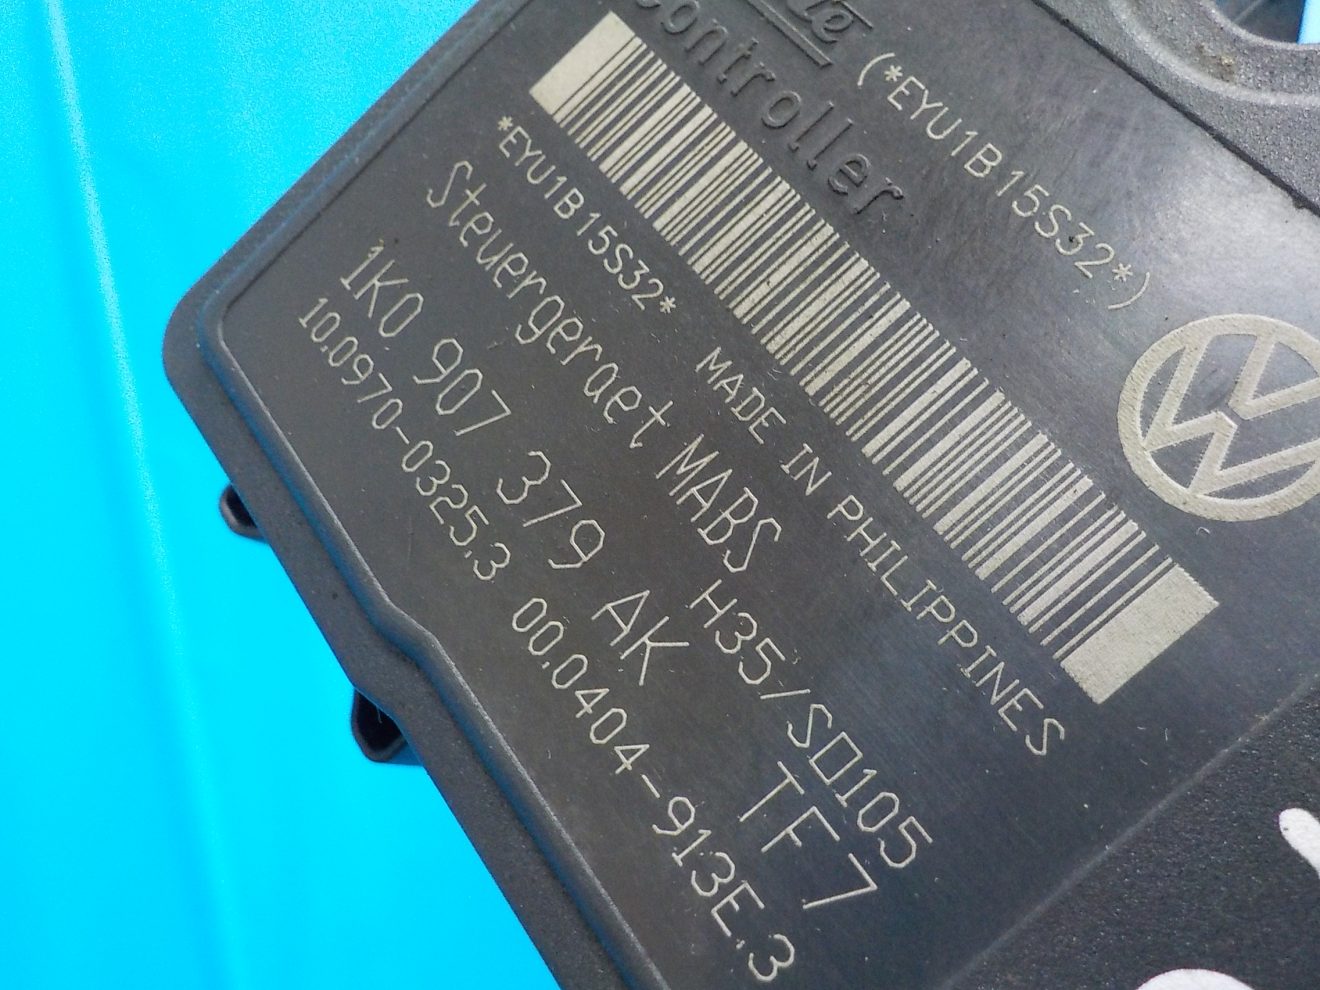 controller
(*EYU1B15S32*)
*EYU1B15S32* MADE IN PHILIPPINES
Steuergeraet MABS H35/SD105
1K0 907 379 AK TF7
10.0970-0325.3 00.0404-913E.3
VW